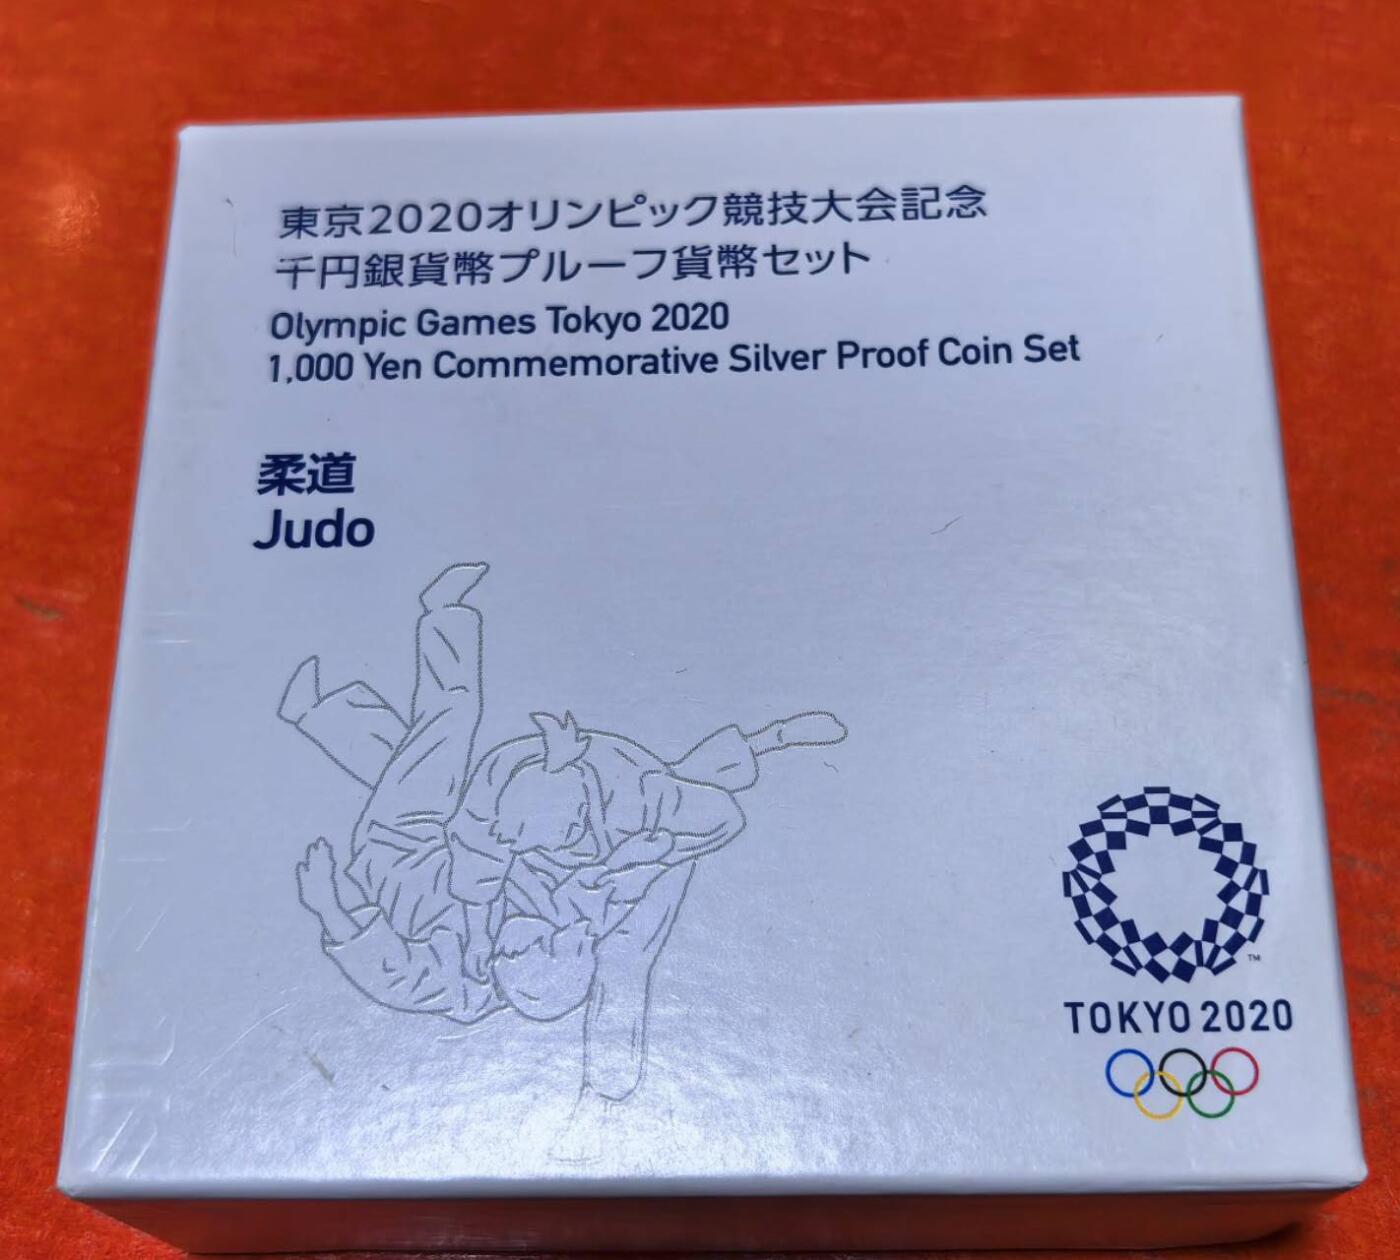 東京2020オリンピック競技大会記念
千円銀貨幣プルーフ貨幣セット
Olympic Games Tokyo 2020
1,000 Yen Commemorative Silver Proof Coin Set
柔道
Judo
TM
TOKYO 2020